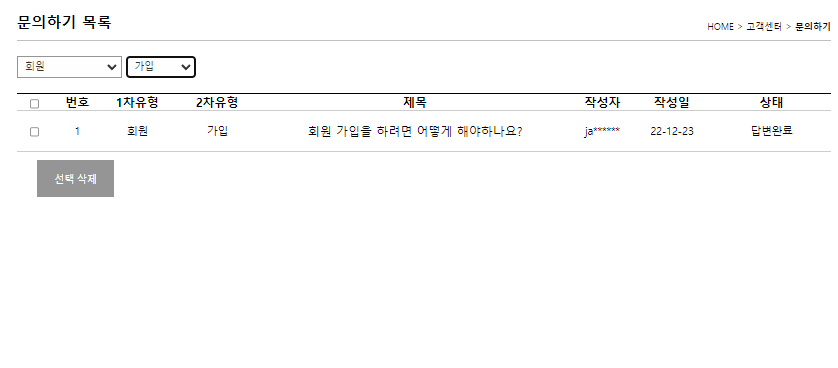 문의하기 목록
HOME > 고객센터 > 문의하기
회원 가입
번호 1차유형 2차유형 제목 작성자 작성일 상태
1 회원 가입 회원 가입을 하려면 어떻게 해야하나요? ja****** 22-12-23 답변완료
선택 삭제